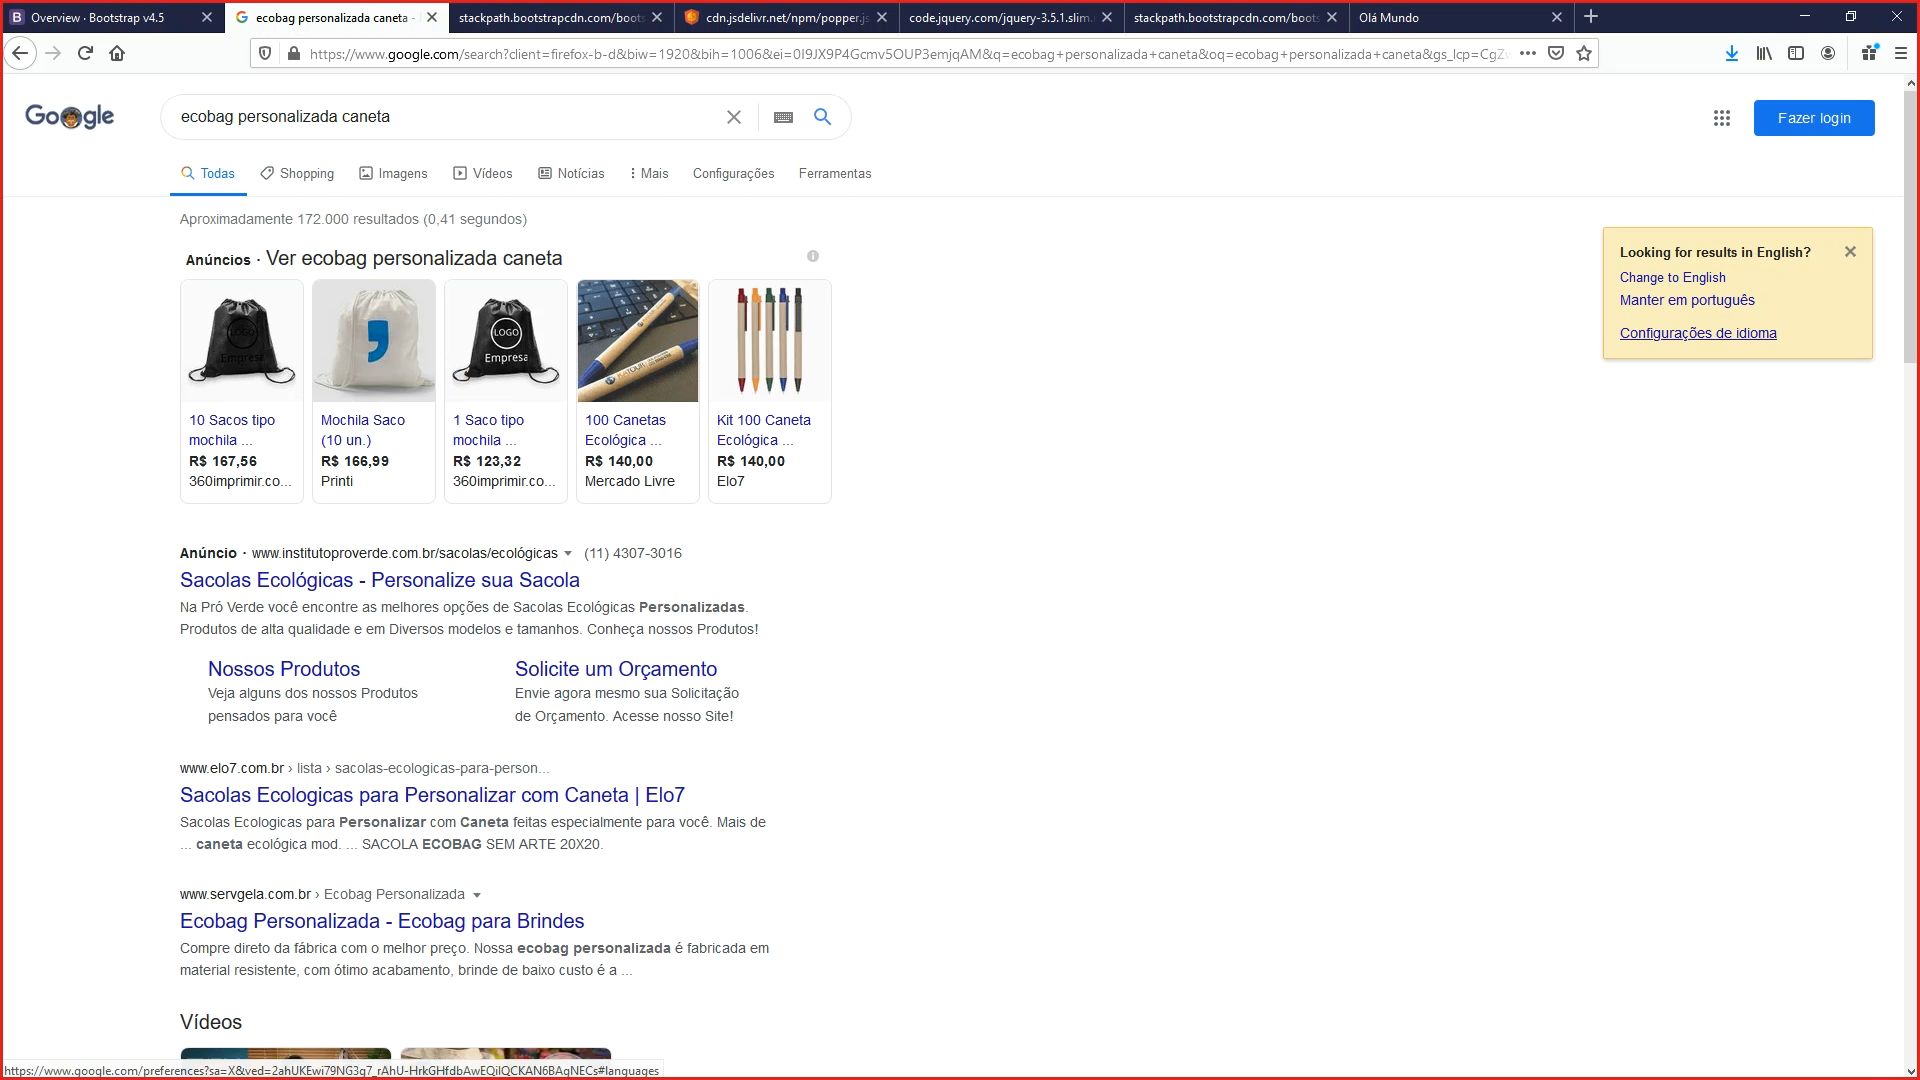 Overview · Bootstrap v4.5
ecobag personalizada caneta -
stackpath.bootstrapcdn.com/boots
cdn.jsdelivr.net/npm/popper.js
code.jquery.com/jquery-3.5.1.slim.
stackpath.bootstrapcdn.com/boots
Olá Mundo
https://www.google.com/search?client=firefox-b-d&biw=1920&bih=1006&ei=0I9JX9P4Gcmv5OUP3emjqAM&q=ecobag+personalizada+caneta&oq=ecobag+personalizada+caneta&gs_lcp=CgZ
Google
ecobag personalizada caneta
Fazer login
Todas
Shopping
Imagens
Vídeos
Notícias
Mais
Configurações
Ferramentas
Aproximadamente 172.000 resultados (0,41 segundos)
Anúncios · Ver ecobag personalizada caneta
Looking for results in English?
Change to English
Manter em português
Configurações de idioma
LOGO
Empresa
LOGO
Empresa
10 Sacos tipo
mochila ...
R$ 167,56
360imprimir.co...
Mochila Saco
(10 un.)
R$ 166,99
Printi
1 Saco tipo
mochila ...
R$ 123,32
360imprimir.co...
100 Canetas
Ecológica ...
R$ 140,00
Mercado Livre
Kit 100 Caneta
Ecológica ...
R$ 140,00
Elo7
Anúncio · www.institutoproverde.com.br/sacolas/ecológicas (11) 4307-3016
Sacolas Ecológicas - Personalize sua Sacola
Na Pró Verde você encontre as melhores opções de Sacolas Ecológicas Personalizadas.
Produtos de alta qualidade e em Diversos modelos e tamanhos. Conheça nossos Produtos!
Nossos Produtos
Veja alguns dos nossos Produtos
pensados para você
Solicite um Orçamento
Envie agora mesmo sua Solicitação
de Orçamento. Acesse nosso Site!
www.elo7.com.br › lista › sacolas-ecologicas-para-person...
Sacolas Ecologicas para Personalizar com Caneta | Elo7
Sacolas Ecologicas para Personalizar com Caneta feitas especialmente para você. Mais de
... caneta ecológica mod. ... SACOLA ECOBAG SEM ARTE 20X20.
www.servgela.com.br › Ecobag Personalizada
Ecobag Personalizada - Ecobag para Brindes
Compre direto da fábrica com o melhor preço. Nossa ecobag personalizada é fabricada em
material resistente, com ótimo acabamento, brinde de baixo custo é a ...
Vídeos
https://www.google.com/preferences?sa=X&ved=2ahUKEwi79NG3q7_rAhU-HrkGHfdbAwEQiIQCKAN6BAgNECs#languages